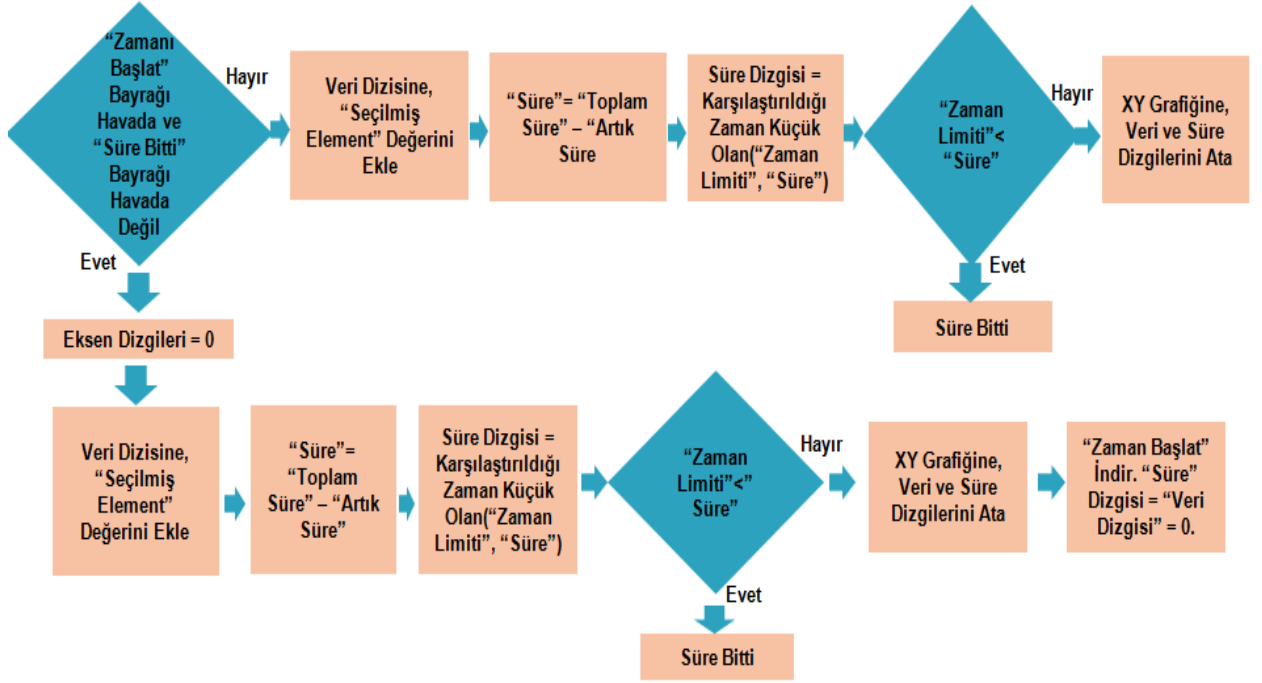 “Zamanı
Başlat”
Bayrağı
Havada ve
“Süre Bitti”
Bayrağı
Havada
Değil
Hayır
Veri Dizisine,
“Seçilmiş
Element” Değerini
Ekle
“Süre”= “Toplam
Süre” – “Artık
Süre
Süre Dizgisi =
Karşılaştırıldığı
Zaman Küçük
Olan(“Zaman
Limiti”, “Süre”)
“Zaman
Limiti”<
“Süre”
Hayır
XY Grafiğine,
Veri ve Süre
Dizgilerini Ata
Evet
Süre Bitti
Evet
Eksen Dizgileri = 0
Veri Dizisine,
“Seçilmiş
Element”
Değerini Ekle
“Süre”=
“Toplam
Süre” – “Artık
Süre”
Süre Dizgisi =
Karşılaştırıldığı
Zaman Küçük
Olan(“Zaman
Limiti”, “Süre”)
“Zaman
Limiti”<”
Süre”
Hayır
XY Grafiğine,
Veri ve Süre
Dizgilerini Ata
“Zaman Başlat”
İndir. “Süre”
Dizgisi = “Veri
Dizgisi” = 0.
Evet
Süre Bitti